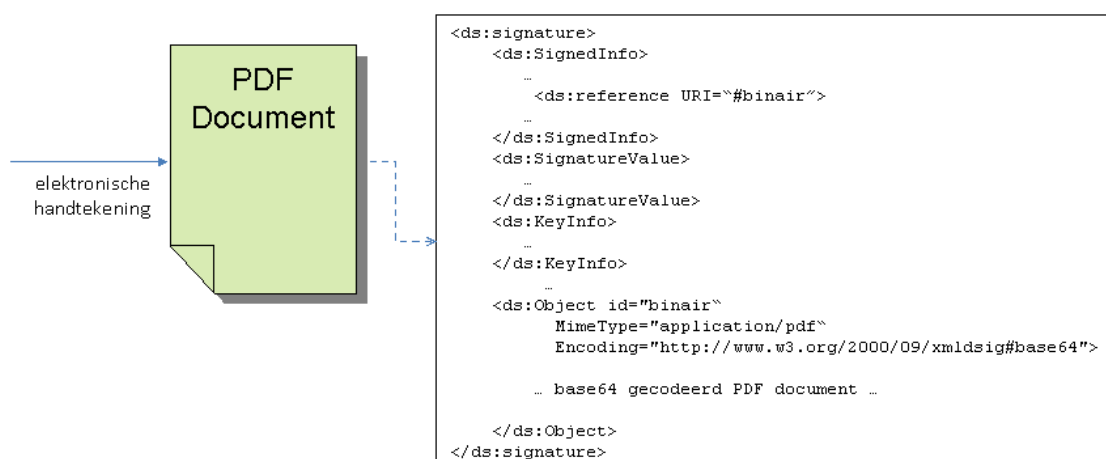 PDF
Document
elektronische
handtekening
<ds:signature>
<ds:SignedInfo>
…
<ds:reference URI=“#binair”>
…
</ds:SignedInfo>
<ds:SignatureValue>
…
</ds:SignatureValue>
<ds:KeyInfo>
…
</ds:KeyInfo>
…
<ds:Object id="binair“
MimeType="application/pdf“
Encoding="http://www.w3.org/2000/09/xmldsig#base64">
… base64 gecodeerd PDF document …
</ds:Object>
</ds:signature>